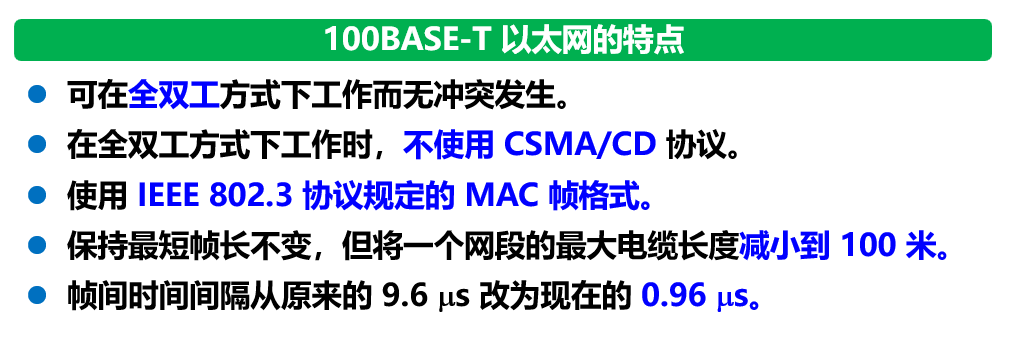 100BASE-T 以太网的特点
● 可在全双工方式下工作而无冲突发生。
● 在全双工方式下工作时，不使用 CSMA/CD 协议。
● 使用 IEEE 802.3 协议规定的 MAC 帧格式。
● 保持最短帧长不变，但将一个网段的最大电缆长度减小到 100 米。
● 帧间时间间隔从原来的 9.6 μs 改为现在的 0.96 μs。